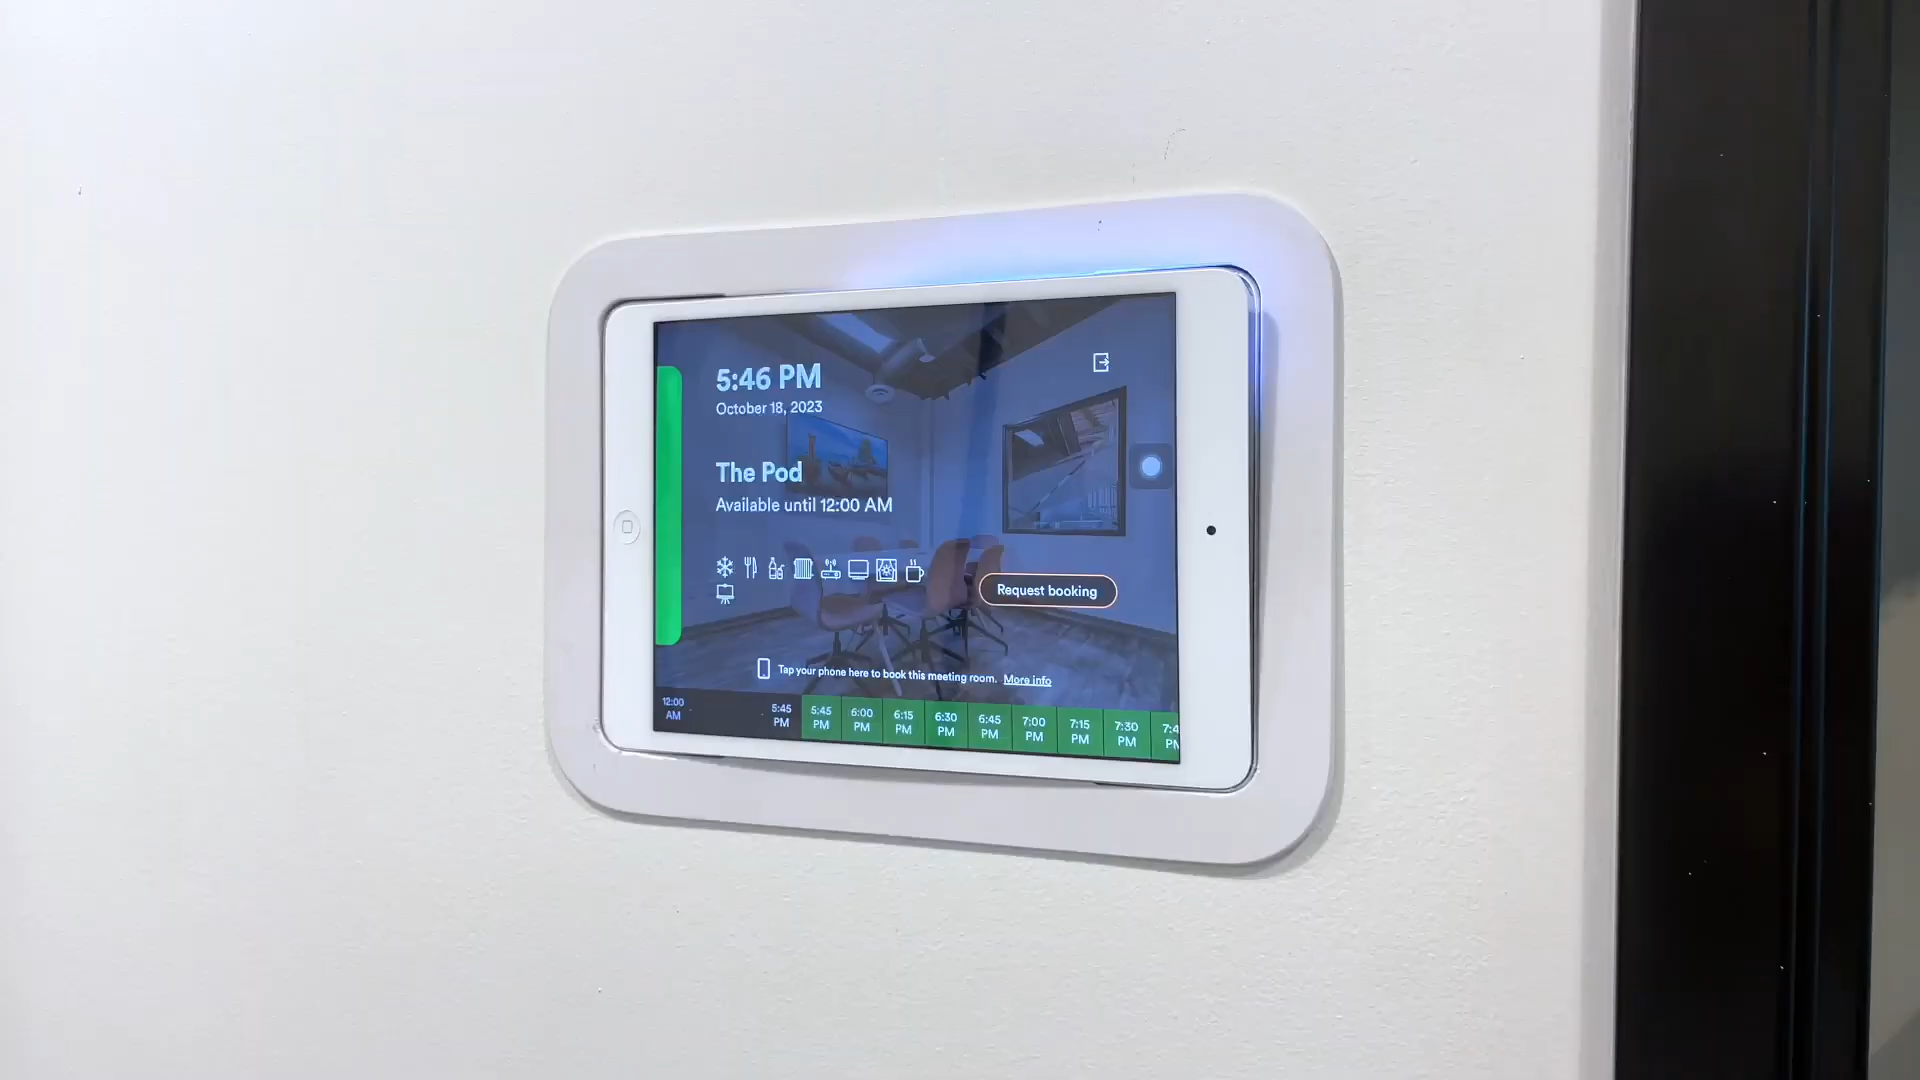 5:46 PM
October 18, 2023
The Pod
Available until 12:00 AM
Request booking
Tap your phone here to book this meeting room. More info
12:00 AM
5:45 PM
5:45 PM
6:00 PM
6:15 PM
6:30 PM
6:45 PM
7:00 PM
7:15 PM
7:30 PM